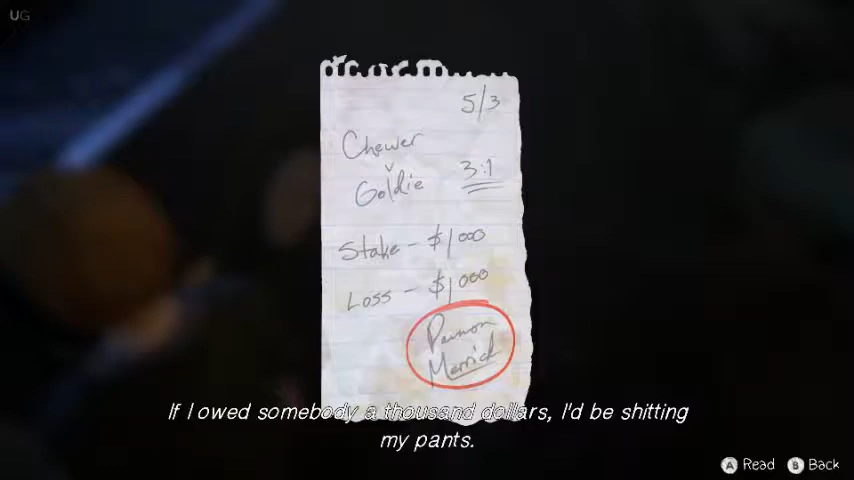 UG
5/3
Chewer
v
Goldie 3:1
Stake - $1000
Loss - $1000
Damon
Merrick
If I owed somebody a thousand dollars, I'd be shitting
my pants.
A Read B Back